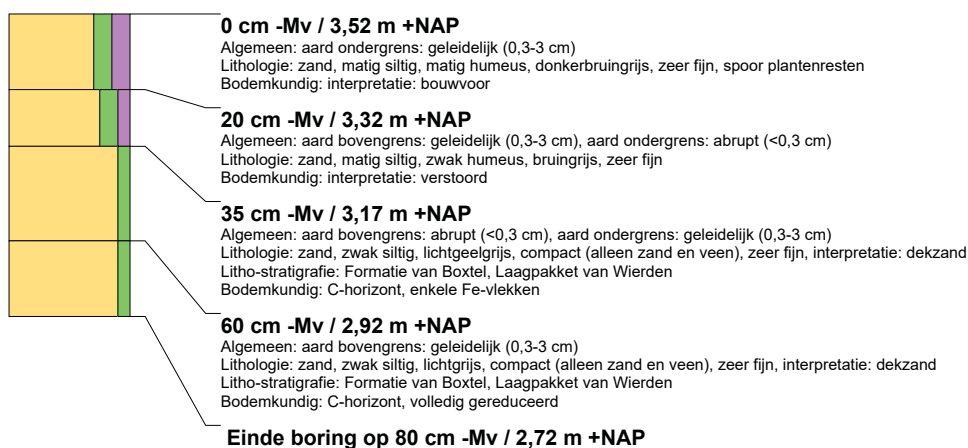 0 cm -Mv / 3,52 m +NAP
Algemeen: aard ondergrens: geleidelijk (0,3-3 cm)
Lithologie: zand, matig siltig, matig humeus, donkerbruingrijs, zeer fijn, spoor plantenresten
Bodemkundig: interpretatie: bouwvoor
20 cm -Mv / 3,32 m +NAP
Algemeen: aard bovengrens: geleidelijk (0,3-3 cm), aard ondergrens: abrupt (<0,3 cm)
Lithologie: zand, matig siltig, zwak humeus, bruingrijs, zeer fijn
Bodemkundig: interpretatie: verstoord
35 cm -Mv / 3,17 m +NAP
Algemeen: aard bovengrens: abrupt (<0,3 cm), aard ondergrens: geleidelijk (0,3-3 cm)
Lithologie: zand, zwak siltig, lichtgeelgrijs, compact (alleen zand en veen), zeer fijn, interpretatie: dekzand
Litho-stratigrafie: Formatie van Boxtel, Laagpakket van Wierden
Bodemkundig: C-horizont, enkele Fe-vlekken
60 cm -Mv / 2,92 m +NAP
Algemeen: aard bovengrens: geleidelijk (0,3-3 cm)
Lithologie: zand, zwak siltig, lichtgrijs, compact (alleen zand en veen), zeer fijn, interpretatie: dekzand
Litho-stratigrafie: Formatie van Boxtel, Laagpakket van Wierden
Bodemkundig: C-horizont, volledig gereduceerd
Einde boring op 80 cm -Mv / 2,72 m +NAP